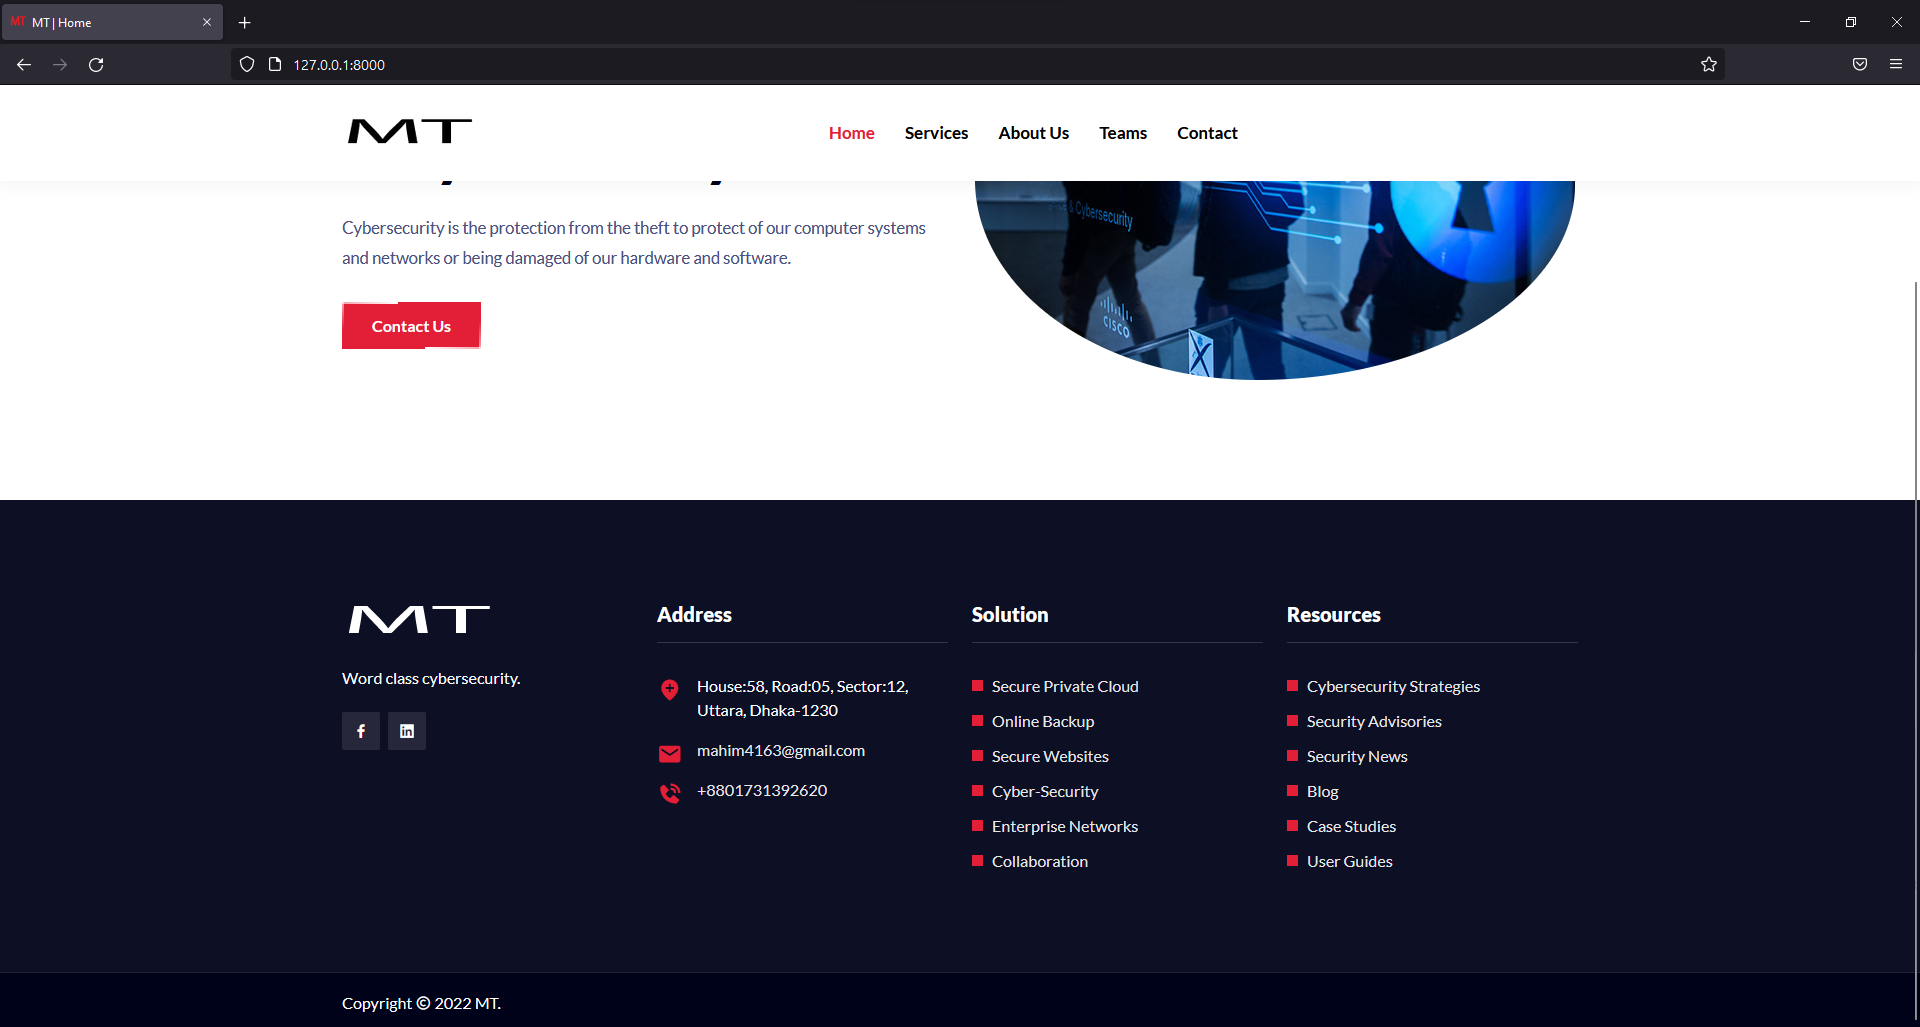 MT MT | Home
127.0.0.1:8000
MT
Home Services About Us Teams Contact
Cybersecurity is the protection from the theft to protect of our computer systems
and networks or being damaged of our hardware and software.
Contact Us
& Cybersecurity
CISCO
MT
Word class cybersecurity.
Address
House:58, Road:05, Sector:12,
Uttara, Dhaka-1230
mahim4163@gmail.com
+8801731392620
Solution
Secure Private Cloud
Online Backup
Secure Websites
Cyber-Security
Enterprise Networks
Collaboration
Resources
Cybersecurity Strategies
Security Advisories
Security News
Blog
Case Studies
User Guides
Copyright © 2022 MT.